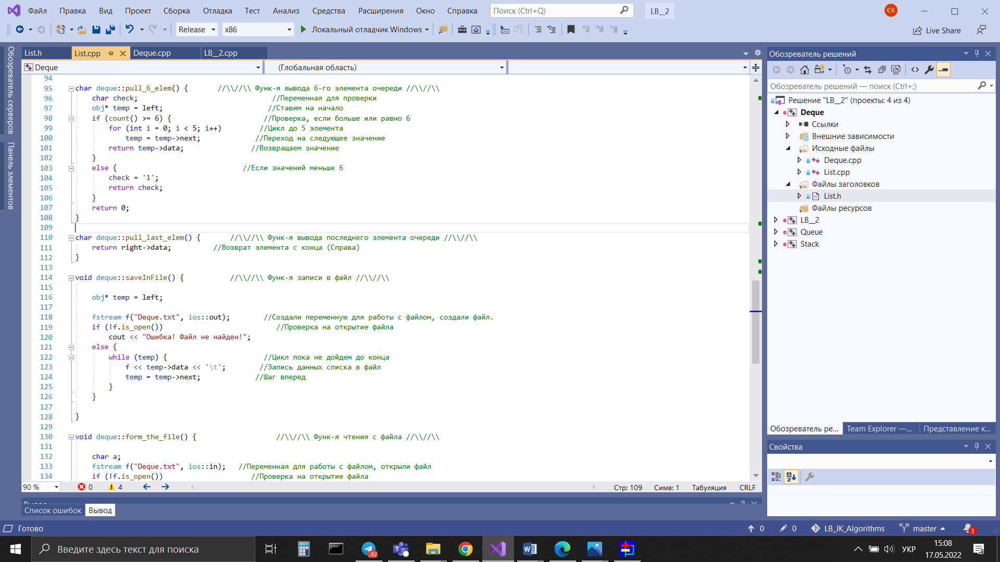 Файл Правка Вид Проект Сборка Отладка Тест Анализ Средства Расширения Окно Справка Поиск (Ctrl+Q) LB__2 ЄК
Release x86 Локальный отладчик Windows Live Share
Обозреватель серверов
Панель элементов
List.h List.cpp Deque.cpp LB__2.cpp
Deque (Глобальная область)
94
95 char deque::pull_6_elem() { //\\//\\ Функ-я вывода 6-го элемента очереди //\\//\\
96 char check; //Переменная для проверки
97 obj* temp = left; //Ставим на начало
98 if (count() >= 6) { //Проверка, если больше или равно 6
99 for (int i = 0; i < 5; i++) //Цикл до 5 элемента
100 temp = temp->next; //Переход на следующее значение
101 return temp->data; //Возвращаем значение
102 }
103 else { //Если значений меньше 6
104 check = '1';
105 return check;
106 }
107 return 0;
108 }
109
110 char deque::pull_last_elem() { //\\//\\ Функ-я вывода последнего элемента очереди //\\//\\
111 return right->data; //Возврат элемента с конца (Справа)
112 }
113
114 void deque::saveInFile() { //\\//\\ Функ-я записи в файл //\\//\\
115
116 obj* temp = left;
117
118 fstream f("Deque.txt", ios::out); //Создали переменную для работы с файлом, создали файл.
119 if (!f.is_open()) //Проверка на открытие файла
120 cout << "Ошибка! Файл не найден!";
121 else {
122 while (temp) { //Цикл пока не дойдем до конца
123 f << temp->data << '\t'; //Запись данных списка в файл
124 temp = temp->next; //Шаг вперед
125 }
126 }
127
128 }
129
130 void deque::form_the_file() { //\\//\\ Функ-я чтения с файла //\\//\\
131
132 char a;
133 fstream f("Deque.txt", ios::in); //Переменная для работы с файлом, открыли файл
134 if (!f.is_open()) //Проверка на открытие файла
90 % 0 4 Стр: 109 Симв: 1 Табуляция CRLF
Список ошибок Вывод
Обозреватель решений
Обозреватель решений — поиск (Ctrl+;)
Решение "LB__2" (проекты: 4 из 4)
Deque
Ссылки
Внешние зависимости
Исходные файлы
Deque.cpp
List.cpp
Файлы заголовков
List.h
Файлы ресурсов
LB__2
Queue
Stack
Обозреватель ре... Team Explorer —... Представление к...
Свойства
Готово 0 0 LB_JK_Algorithms master 3
Введите здесь текст для поиска ..82 УКР 15:08
17.05.2022